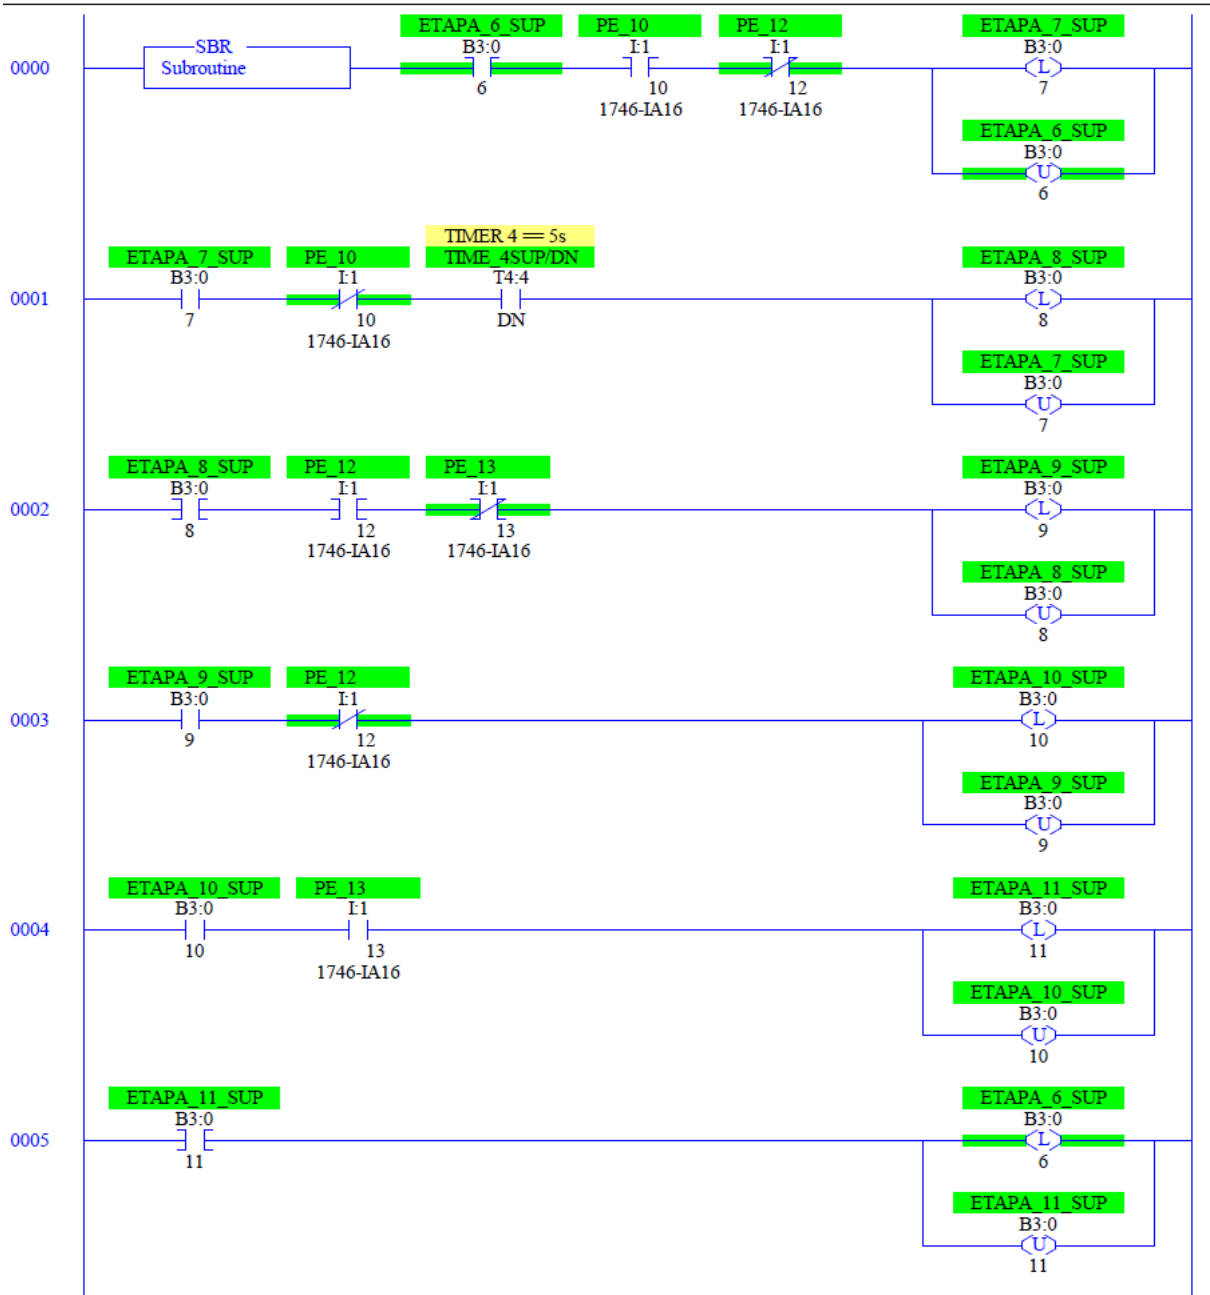 ETAPA_6_SUP PE_10 PE_12 ETAPA_7_SUP
SBR B3:0 I:1 I:1 B3:0
0000 Subroutine L
6 10 12 7
1746-IA16 1746-IA16
ETAPA_6_SUP
B3:0
U
6
TIMER 4 == 5s
ETAPA_7_SUP PE_10 TIME_4SUP/DN ETAPA_8_SUP
B3:0 I:1 T4:4 B3:0
0001 L
7 10 DN 8
1746-IA16
ETAPA_7_SUP
B3:0
U
7
ETAPA_8_SUP PE_12 PE_13 ETAPA_9_SUP
B3:0 I:1 I:1 B3:0
0002 L
8 12 13 9
1746-IA16 1746-IA16
ETAPA_8_SUP
B3:0
U
8
ETAPA_9_SUP PE_12 ETAPA_10_SUP
B3:0 I:1 B3:0
0003 L
9 12 10
1746-IA16
ETAPA_9_SUP
B3:0
U
9
ETAPA_10_SUP PE_13 ETAPA_11_SUP
B3:0 I:1 B3:0
0004 L
10 13 11
1746-IA16
ETAPA_10_SUP
B3:0
U
10
ETAPA_11_SUP ETAPA_6_SUP
B3:0 B3:0
0005 L
11 6
ETAPA_11_SUP
B3:0
U
11